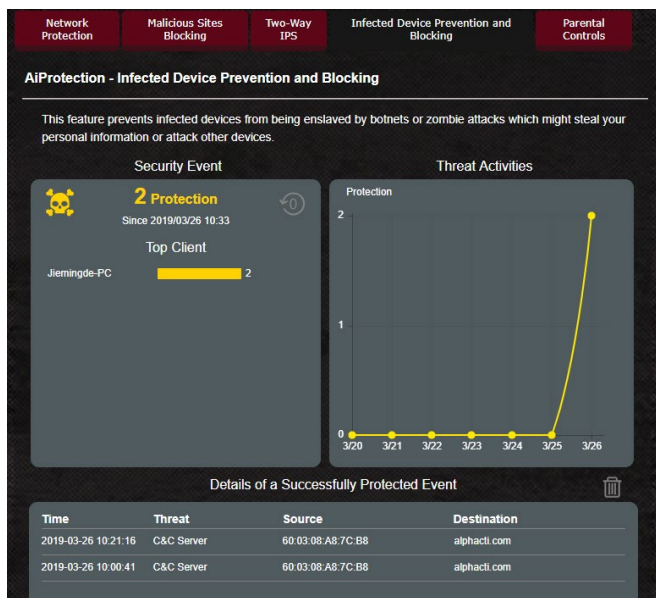 Network Protection
Malicious Sites Blocking
Two-Way IPS
Infected Device Prevention and Blocking
Parental Controls
AiProtection - Infected Device Prevention and Blocking
This feature prevents infected devices from being enslaved by botnets or zombie attacks which might steal your
personal information or attack other devices.
Security Event
2 Protection
0
Since 2019/03/26 10:33
Top Client
Jiemingde-PC 2
Threat Activities
Protection
2
1
0
3/20 3/21 3/22 3/23 3/24 3/25 3/26
Details of a Successfully Protected Event
Time Threat Source Destination
2019-03-26 10:21:16 C&C Server 60:03:08:A8:7C:B8 alphacti.com
2019-03-26 10:00:41 C&C Server 60:03:08:A8:7C:B8 alphacti.com